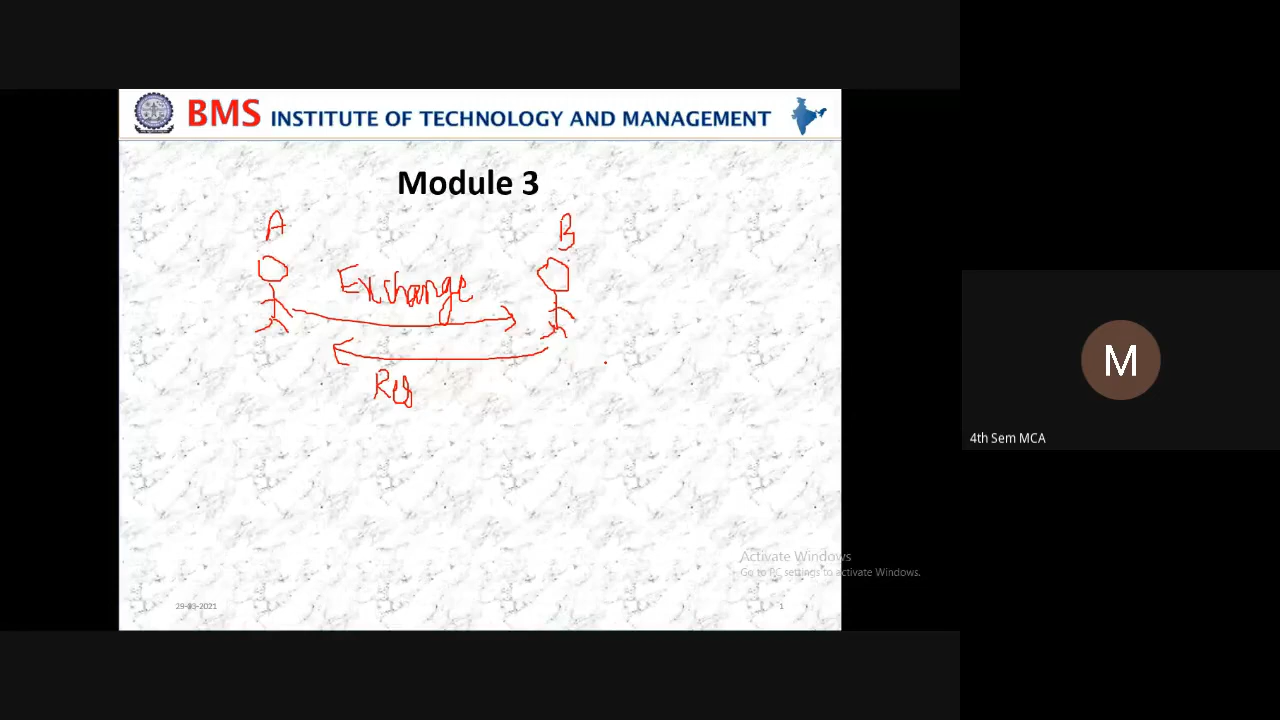 BMS INSTITUTE OF TECHNOLOGY AND MANAGEMENT
Module 3
A
B
Exchange
M
4th Sem MCA
Activate Windows
Go to PC settings to activate Windows.
29-03-2021
1